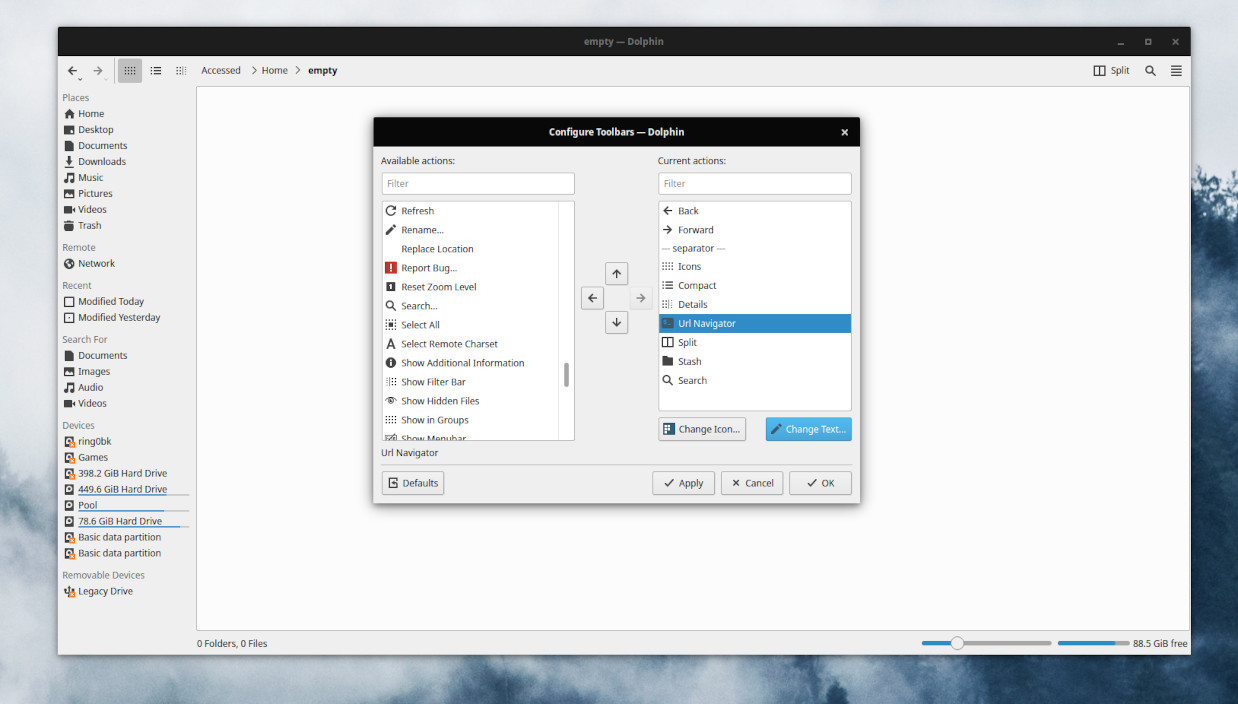 empty — Dolphin
Accessed > Home > empty
Split
Places
Home
Desktop
Documents
Downloads
Music
Pictures
Videos
Trash
Remote
Network
Recent
Modified Today
Modified Yesterday
Search For
Documents
Images
Audio
Videos
Devices
ring0bk
Games
398.2 GiB Hard Drive
449.6 GiB Hard Drive
Pool
78.6 GiB Hard Drive
Basic data partition
Basic data partition
Removable Devices
Legacy Drive
Configure Toolbars — Dolphin
Available actions:
Filter
Refresh
Rename...
Replace Location
Report Bug...
Reset Zoom Level
Search...
Select All
Select Remote Charset
Show Additional Information
Show Filter Bar
Show Hidden Files
Show in Groups
Show Menubar
Current actions:
Filter
Back
Forward
--- separator ---
Icons
Compact
Details
Url Navigator
Split
Stash
Search
Change Icon...
Change Text...
Url Navigator
Defaults
Apply
Cancel
OK
0 Folders, 0 Files
88.5 GiB free